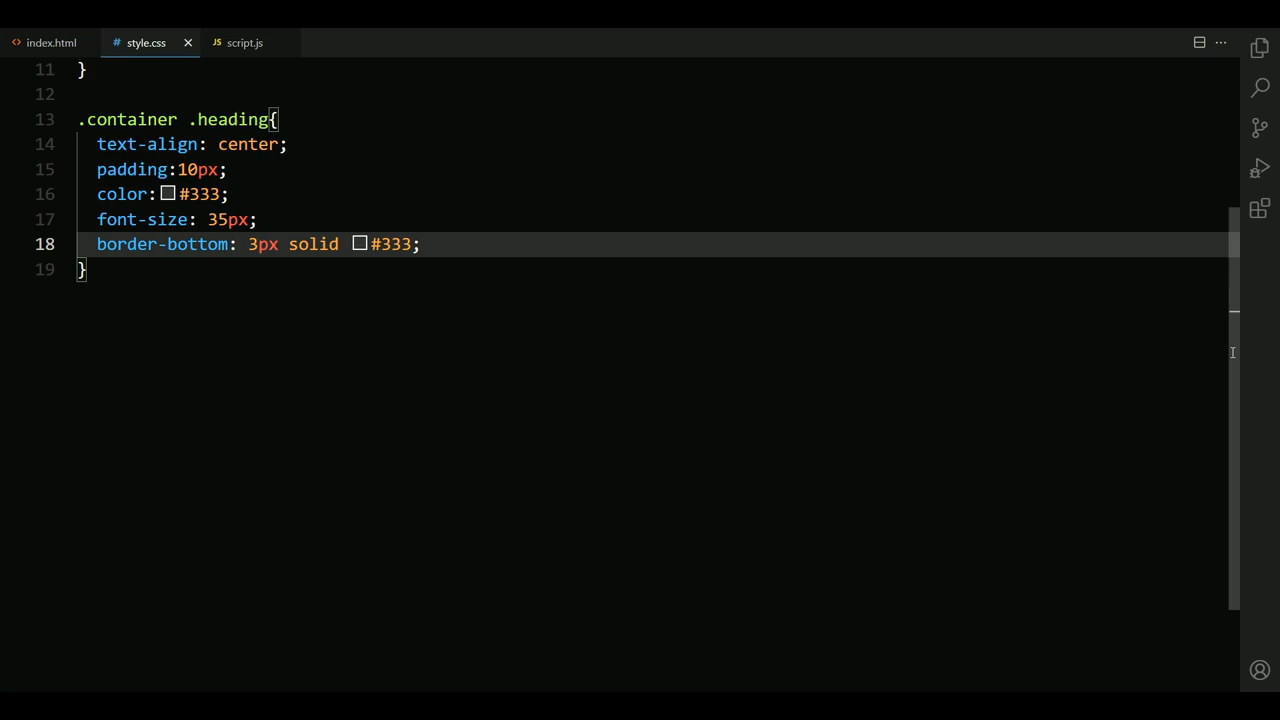 index.html
# style.css
JS script.js
11 }
12
13 .container .heading{
14 text-align: center;
15 padding:10px;
16 color:#333;
17 font-size: 35px;
18 border-bottom: 3px solid #333;
19 }